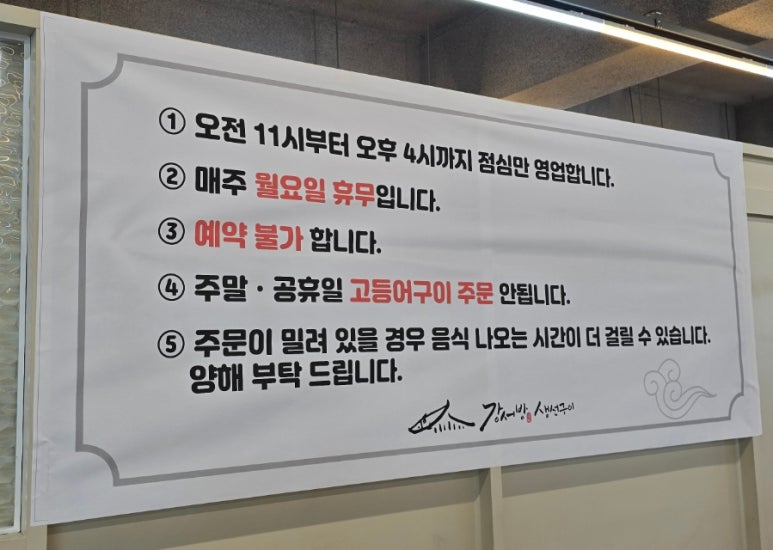 ① 오전 11시부터 오후 4시까지 점심만 영업합니다.
② 매주 월요일 휴무입니다.
③ 예약 불가 합니다.
④ 주말 · 공휴일 고등어구이 주문 안됩니다.
⑤ 주문이 밀려 있을 경우 음식 나오는 시간이 더 걸릴 수 있습니다.
양해 부탁 드립니다.
강서방 생선구이